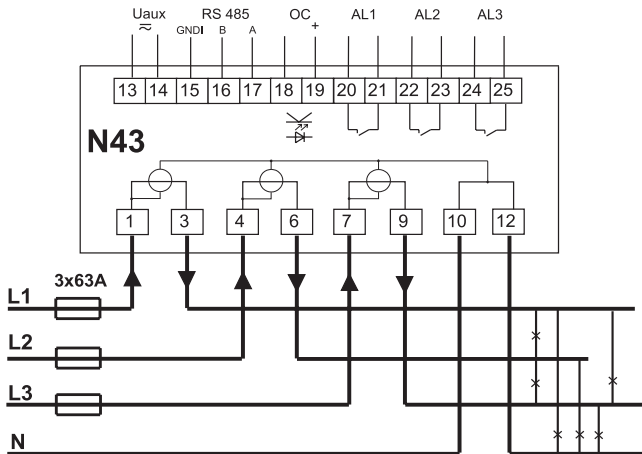 Uaux RS 485 OC AL1 AL2 AL3
≂ GNDI B A +
13 14 15 16 17 18 19 20 21 22 23 24 25
N43
1 3 4 6 7 9 10 12
3x63A
L1
L2
L3
N